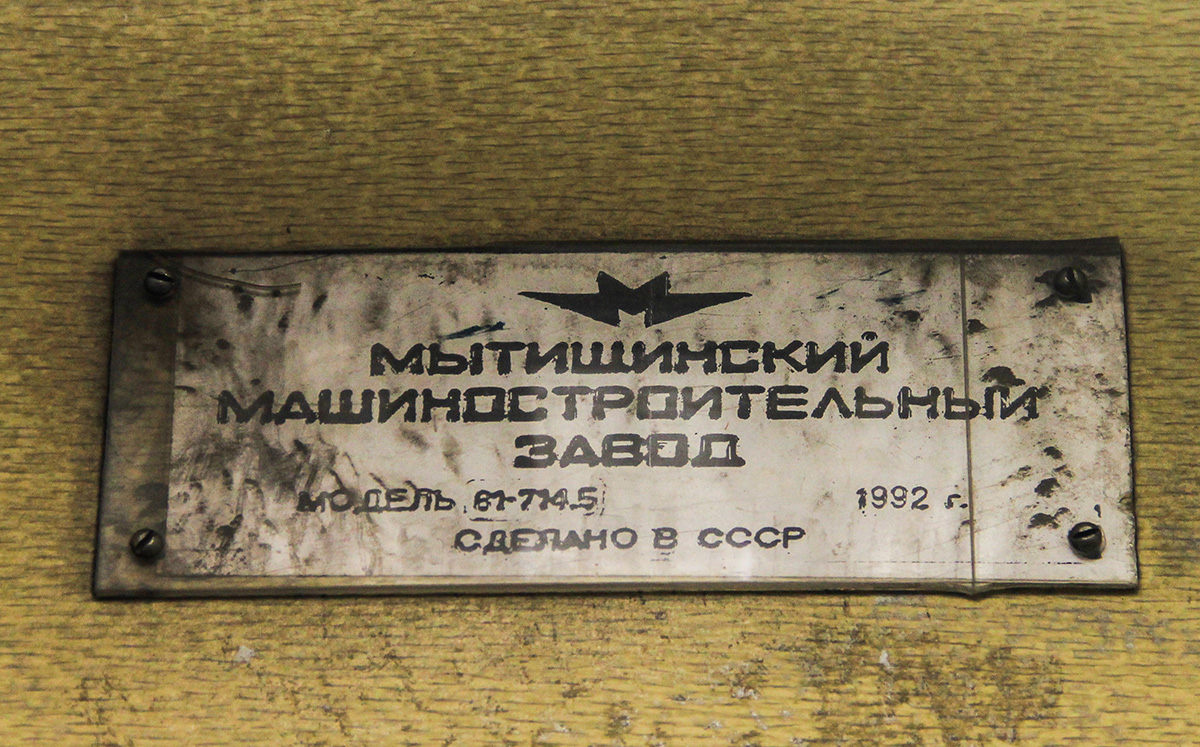 МЫТИЩИНСКИЙ
МАШИНОСТРОИТЕЛЬНЫЙ
ЗАВОД
МОДЕЛЬ 81-714.5 1992 г.
СДЕЛАНО В СССР